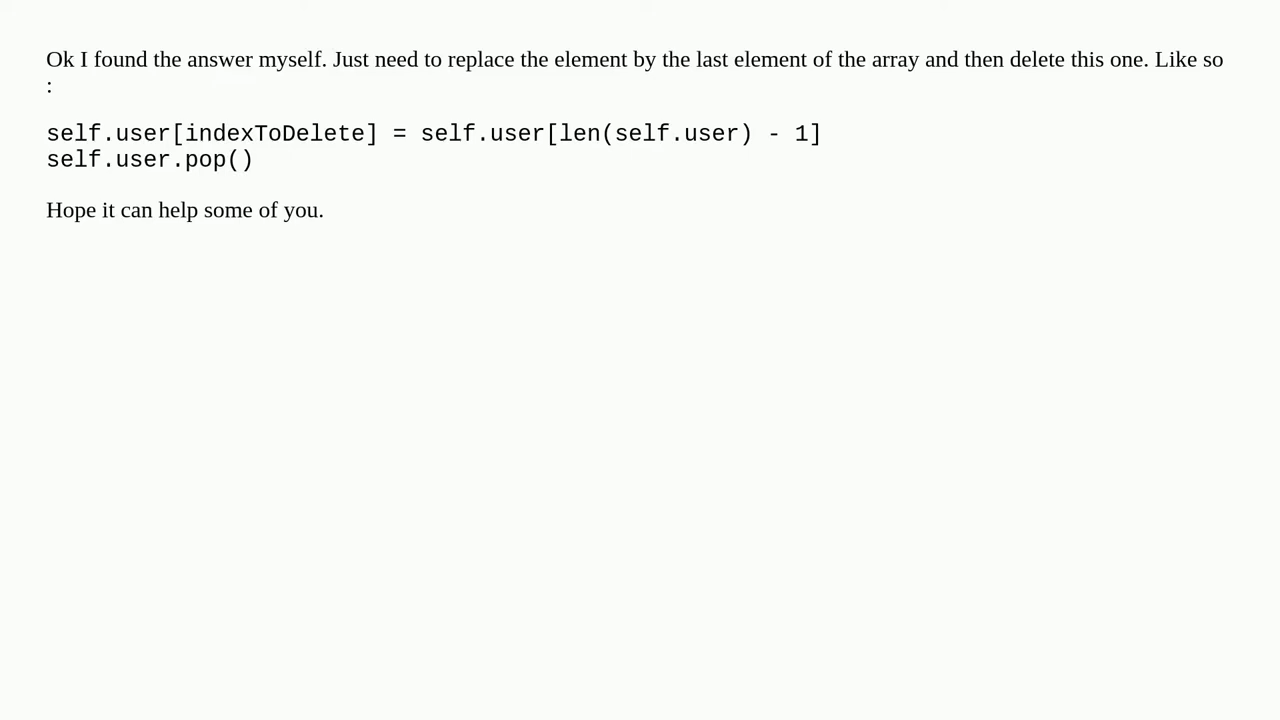 Ok I found the answer myself. Just need to replace the element by the last element of the array and then delete this one. Like so
:
self.user[indexToDelete] = self.user[len(self.user) - 1]
self.user.pop()
Hope it can help some of you.